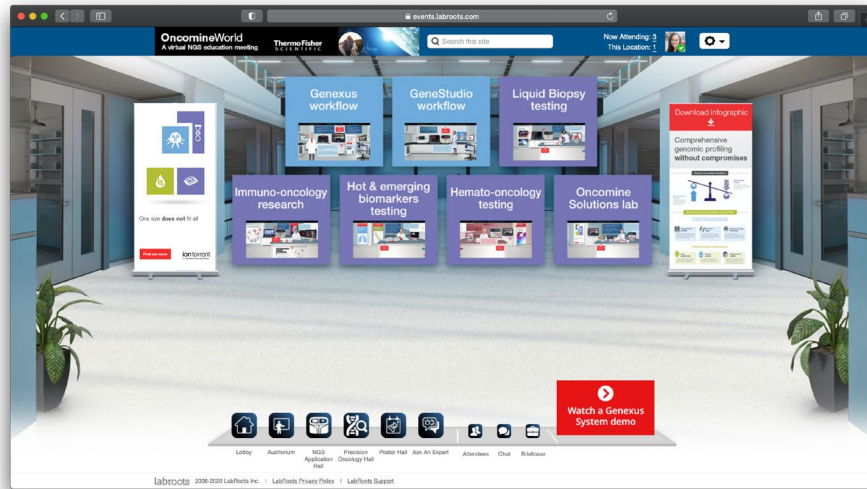 events.labroots.com
OncomineWorld
A virtual NGS education meeting
ThermoFisher
SCIENTIFIC
Search this site
Now Attending: 3
This Location: 1
Genexus
workflow
GeneStudio
workflow
Liquid Biopsy
testing
Immuno-oncology
research
Hot & emerging
biomarkers
testing
Hemato-oncology
testing
Oncomine
Solutions lab
One size does not fit all
Find out more
iontorrent
Download infographic
Comprehensive
genomic profiling
without compromises
Watch a Genexus
System demo
Lobby
Auditorium
NGS
Application
Hall
Precision
Oncology Hall
Poster Hall
Ask An Expert
Attendees
Chat
Briefcase
labroots
2008-2020 LabRoots Inc. | LabRoots Privacy Policy | LabRoots Support